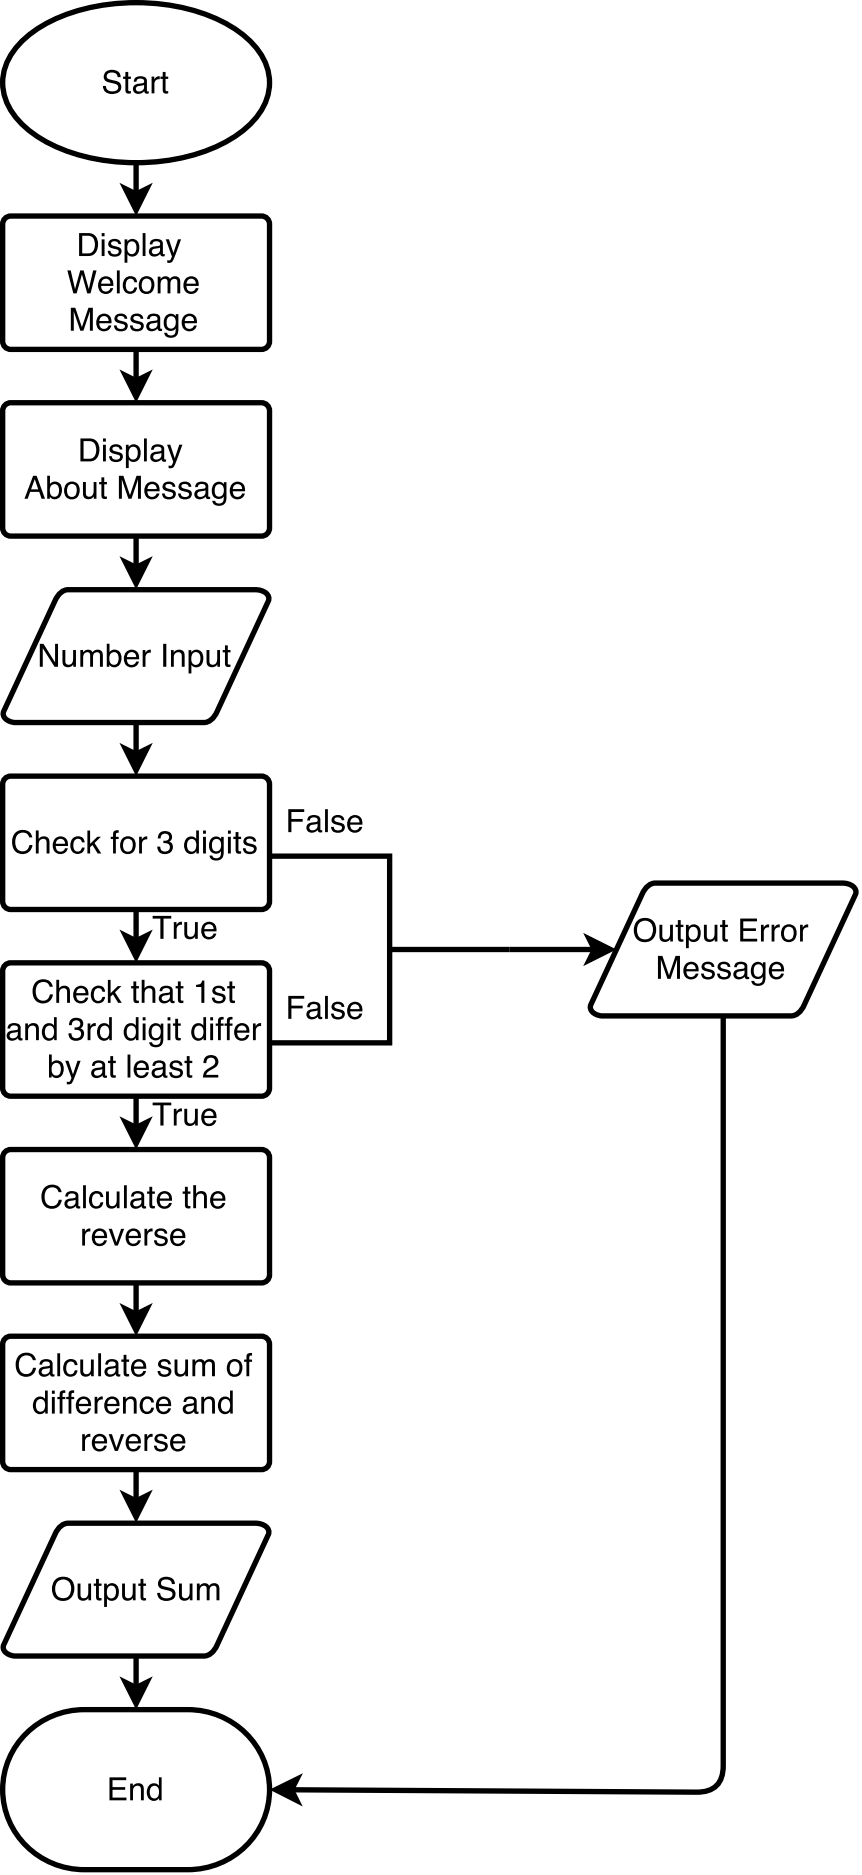 Start
Display
Welcome
Message
Display
About Message
Number Input
Check for 3 digits
False
True
Output Error
Message
Check that 1st
and 3rd digit differ
by at least 2
False
True
Calculate the
reverse
Calculate sum of
difference and
reverse
Output Sum
End